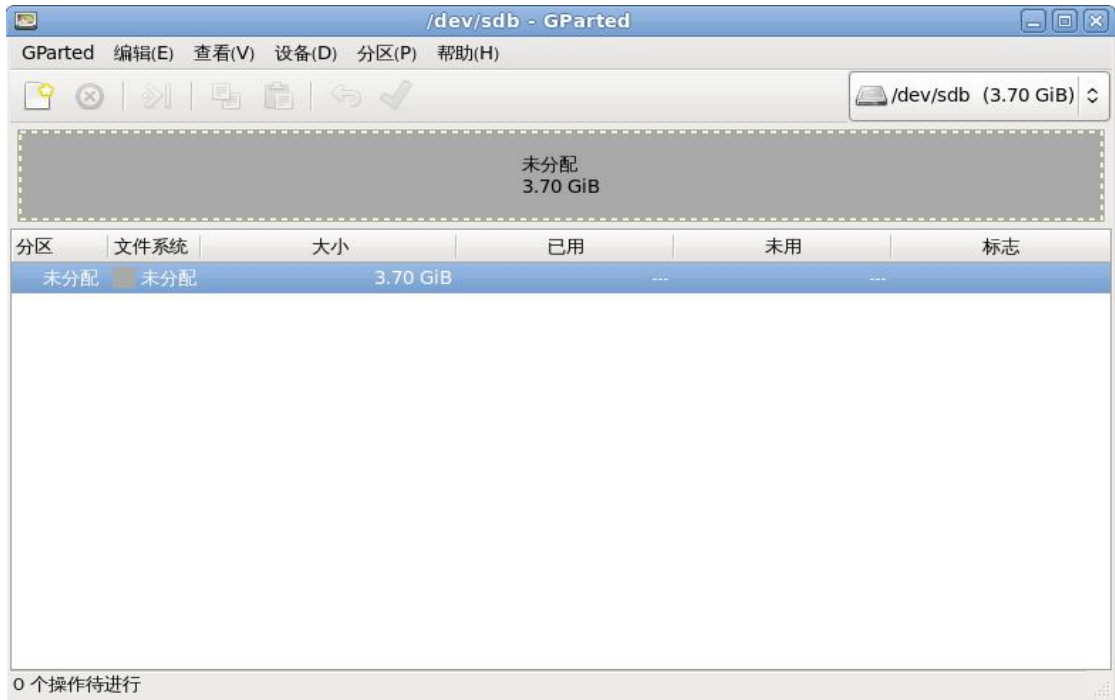 /dev/sdb - GParted
GParted 编辑(E) 查看(V) 设备(D) 分区(P) 帮助(H)
/dev/sdb (3.70 GiB)
未分配
3.70 GiB
分区 文件系统 大小 已用 未用 标志
未分配 未分配 3.70 GiB --- ---
0 个操作待进行